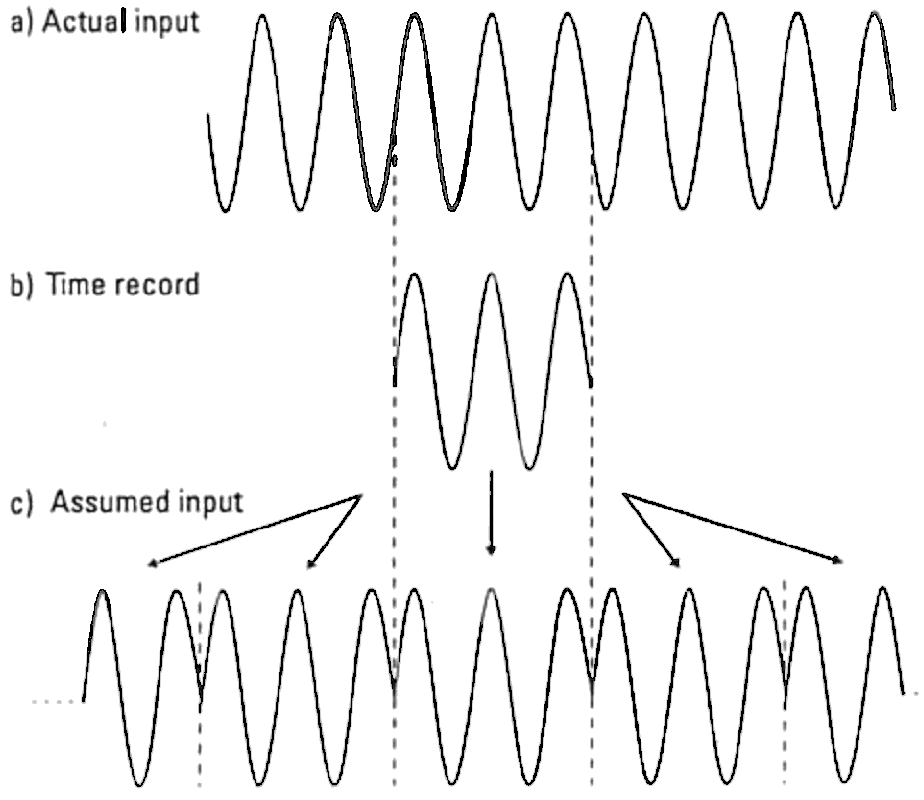 a) Actual input
b) Time record
c) Assumed input